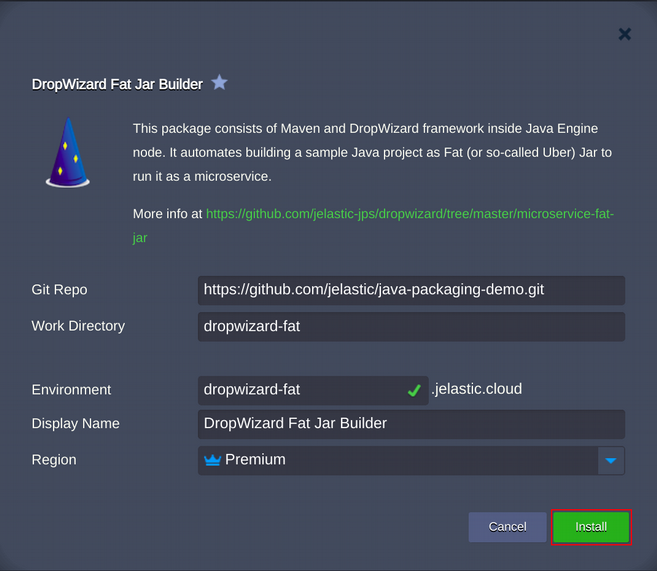 DropWizard Fat Jar Builder
This package consists of Maven and DropWizard framework inside Java Engine
node. It automates building a sample Java project as Fat (or so-called Uber) Jar to
run it as a microservice.
More info at https://github.com/jelastic-jps/dropwizard/tree/master/microservice-fat-
jar
Git Repo https://github.com/jelastic/java-packaging-demo.git
Work Directory dropwizard-fat
Environment dropwizard-fat .jelastic.cloud
Display Name DropWizard Fat Jar Builder
Region Premium
Cancel Install